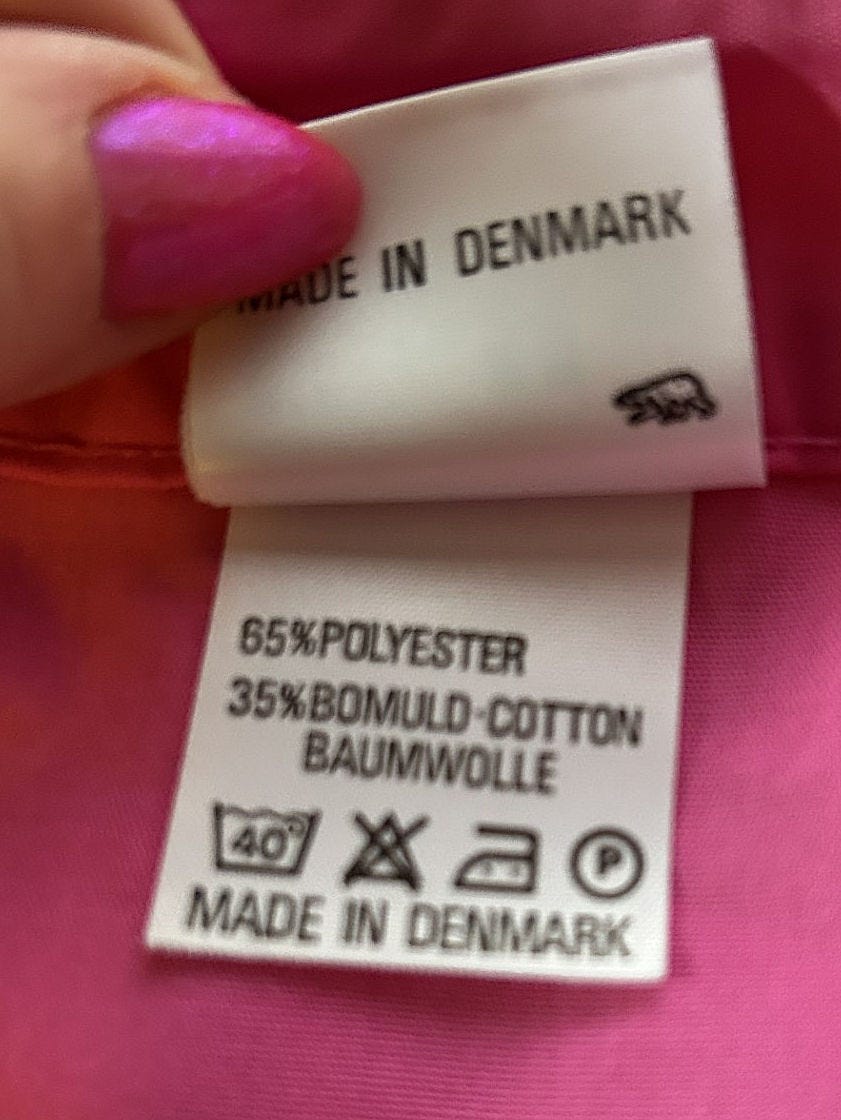 MADE IN DENMARK
65%POLYESTER
35%BOMULD-COTTON
BAUMWOLLE
40° P
MADE IN DENMARK